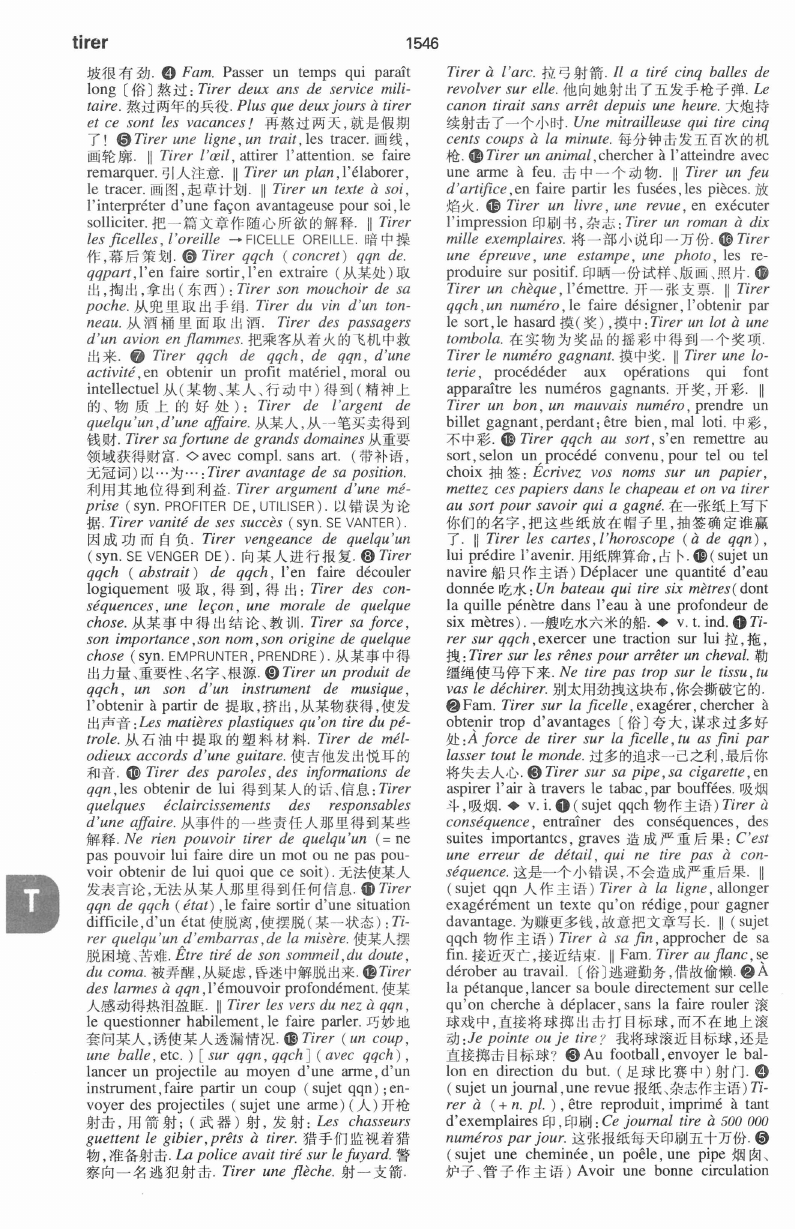 tirer
1546
坡很有劲. ❹ Fam. Passer un temps qui paraît
long〔俗〕熬过: Tirer deux ans de service mili-
taire. 熬过两年的兵役. Plus que deux jours à tirer
et ce sont les vacances! 再熬过两天,就是假期
了! ❺ Tirer une ligne, un trait, les tracer. 画线,
画轮廓. ‖ Tirer l'œil, attirer l'attention. se faire
remarquer. 引人注意. ‖ Tirer un plan, l'élaborer,
le tracer. 画图,起草计划. ‖ Tirer un texte à soi,
l'interpréter d'une façon avantageuse pour soi, le
solliciter. 把一篇文章作随心所欲的解释. ‖ Tirer
les ficelles, l'oreille → FICELLE OREILLE. 暗中操
作,幕后策划. ❻ Tirer qqch (concret) qqn de.
qqpart, l'en faire sortir, l'en extraire (从某处)取
出,掏出,拿出(东西): Tirer son mouchoir de sa
poche. 从兜里取出手绢. Tirer du vin d'un ton-
neau. 从酒桶里面取出酒. Tirer des passagers
d'un avion en flammes. 把乘客从着火的飞机中救
出来. ❼ Tirer qqch de qqch, de qqn, d'une
activité, en obtenir un profit matériel, moral ou
intellectuel 从(某物、某人、行动中)得到(精神上
的、物质上的好处): Tirer de l'argent de
quelqu'un, d'une affaire. 从某人,从一笔买卖得到
钱财. Tirer sa fortune de grands domaines 从重要
领域获得财富. ◇ avec compl. sans art. (带补语,
无冠词)以…为…: Tirer avantage de sa position.
利用其地位得到利益. Tirer argument d'une mé-
prise (syn. PROFITER DE, UTILISER). 以错误为论
据. Tirer vanité de ses succès (syn. SE VANTER).
因成功而自负. Tirer vengeance de quelqu'un
(syn. SE VENGER DE). 向某人进行报复. ❽ Tirer
qqch (abstrait) de qqch, l'en faire découler
logiquement 吸取,得到,得出: Tirer des con-
séquences, une leçon, une morale de quelque
chose. 从某事中得出结论、教训. Tirer sa force,
son importance, son nom, son origine de quelque
chose (syn. EMPRUNTER, PRENDRE). 从某事中得
出力量、重要性、名字、根源. ❾ Tirer un produit de
qqch, un son d'un instrument de musique,
l'obtenir à partir de 提取,挤出,从某物获得,使发
出声音: Les matières plastiques qu'on tire du pé-
trole. 从石油中提取的塑料材料. Tirer de mél-
odieux accords d'une guitare. 使吉他发出悦耳的
和音. ❿ Tirer des paroles, des informations de
qqn, les obtenir de lui 得到某人的话、信息: Tirer
quelques éclaircissements des responsables
d'une affaire. 从事件的一些责任人那里得到某些
解释. Ne rien pouvoir tirer de quelqu'un (= ne
pas pouvoir lui faire dire un mot ou ne pas pou-
voir obtenir de lui quoi que ce soit). 无法使某人
发表言论,无法从某人那里得到任何信息. ⓫ Tirer
qqn de qqch (état), le faire sortir d'une situation
difficile, d'un état 使脱离,使摆脱(某一状态): Ti-
rer quelqu'un d'embarras, de la misère. 使某人摆
脱困境、苦难. Être tiré de son sommeil, du doute,
du coma. 被弄醒,从疑虑,昏迷中解脱出来. ⓬ Tirer
des larmes à qqn, l'émouvoir profondément. 使某
人感动得热泪盈眶. ‖ Tirer les vers du nez à qqn,
le questionner habilement, le faire parler. 巧妙地
套问某人,诱使某人透漏情况. ⓭ Tirer (un coup,
une balle, etc.) [sur qqn, qqch] (avec qqch),
lancer un projectile au moyen d'une arme, d'un
instrument, faire partir un coup (sujet qqn); en-
voyer des projectiles (sujet une arme) (人)开枪
射击,用箭射;(武器)射,发射: Les chasseurs
guettent le gibier, prêts à tirer. 猎手们监视着猎
物,准备射击. La police avait tiré sur le fuyard. 警
察向一名逃犯射击. Tirer une flèche. 射一支箭.
Tirer à l'arc. 拉弓射箭. Il a tiré cinq balles de
revolver sur elle. 他向她射出了五发手枪子弹. Le
canon tirait sans arrêt depuis une heure. 大炮持
续射击了一个小时. Une mitrailleuse qui tire cinq
cents coups à la minute. 每分钟击发五百次的机
枪. ⓮ Tirer un animal, chercher à l'atteindre avec
une arme à feu. 击中一个动物. ‖ Tirer un feu
d'artifice, en faire partir les fusées, les pièces. 放
焰火. ⓯ Tirer un livre, une revue, en exécuter
l'impression 印刷书,杂志: Tirer un roman à dix
mille exemplaires. 将一部小说印一万份. ⓰ Tirer
une épreuve, une estampe, une photo, les re-
produire sur positif. 印晒一份试样、版画、照片. ⓱
Tirer un chèque, l'émettre. 开一张支票. ‖ Tirer
qqch, un numéro, le faire désigner, l'obtenir par
le sort, le hasard 摸(奖),摸中: Tirer un lot à une
tombola. 在实物为奖品的摇彩中得到一个奖项.
Tirer le numéro gagnant. 摸中奖. ‖ Tirer une lo-
terie, procédéder aux opérations qui font
apparaître les numéros gagnants. 开奖,开彩. ‖
Tirer un bon, un mauvais numéro, prendre un
billet gagnant, perdant; être bien, mal loti. 中彩,
不中彩. ⓲ Tirer qqch au sort, s'en remettre au
sort, selon un procédé convenu, pour tel ou tel
choix 抽签: Écrivez vos noms sur un papier,
mettez ces papiers dans le chapeau et on va tirer
au sort pour savoir qui a gagné. 在一张纸上写下
你们的名字,把这些纸放在帽子里,抽签确定谁赢
了. ‖ Tirer les cartes, l'horoscope (à de qqn),
lui prédire l'avenir. 用纸牌算命,占卜. ⓳ (sujet un
navire 船只作主语) Déplacer une quantité d'eau
donnée 吃水: Un bateau qui tire six mètres (dont
la quille pénètre dans l'eau à une profondeur de
six mètres). 一艘吃水六米的船. ◆ v. t. ind. ❶ Ti-
rer sur qqch, exercer une traction sur lui 拉,拖,
拽: Tirer sur les rênes pour arrêter un cheval. 勒
缰绳使马停下来. Ne tire pas trop sur le tissu, tu
vas le déchirer. 别太用劲拽这块布,你会撕破它的.
❷ Fam. Tirer sur la ficelle, exagérer, chercher à
obtenir trop d'avantages〔俗〕夸大,谋求过多好
处: À force de tirer sur la ficelle, tu as fini par
lasser tout le monde. 过多的追求一己之利,最后你
将失去人心. ❸ Tirer sur sa pipe, sa cigarette, en
aspirer l'air à travers le tabac, par bouffées. 吸烟
斗,吸烟. ◆ v. i. ❶ (sujet qqch 物作主语) Tirer à
conséquence, entraîner des conséquences, des
suites importantcs, graves 造成严重后果: C'est
une erreur de détail, qui ne tire pas à con-
séquence. 这是一个小错误,不会造成严重后果. ‖
(sujet qqn 人作主语) Tirer à la ligne, allonger
exagérément un texte qu'on rédige, pour gagner
davantage. 为赚更多钱,故意把文章写长. ‖ (sujet
qqch 物作主语) Tirer à sa fin, approcher de sa
fin. 接近灭亡,接近结束. ‖ Fam. Tirer au flanc, se
dérober au travail.〔俗〕逃避勤务,借故偷懒. ❷ À
la pétanque, lancer sa boule directement sur celle
qu'on cherche à déplacer, sans la faire rouler 滚
球戏中,直接将球掷出击打目标球,而不在地上滚
动: Je pointe ou je tire? 我将球滚近目标球,还是
直接掷击目标球? ❸ Au football, envoyer le bal-
lon en direction du but. (足球比赛中)射门. ❹
(sujet un journal, une revue 报纸、杂志作主语) Ti-
rer à (+ n. pl.), être reproduit, imprimé à tant
d'exemplaires 印,印刷: Ce journal tire à 500 000
numéros par jour. 这张报纸每天印刷五十万份. ❺
(sujet une cheminée, un poêle, une pipe 烟囱、
炉子、管子作主语) Avoir une bonne circulation
T